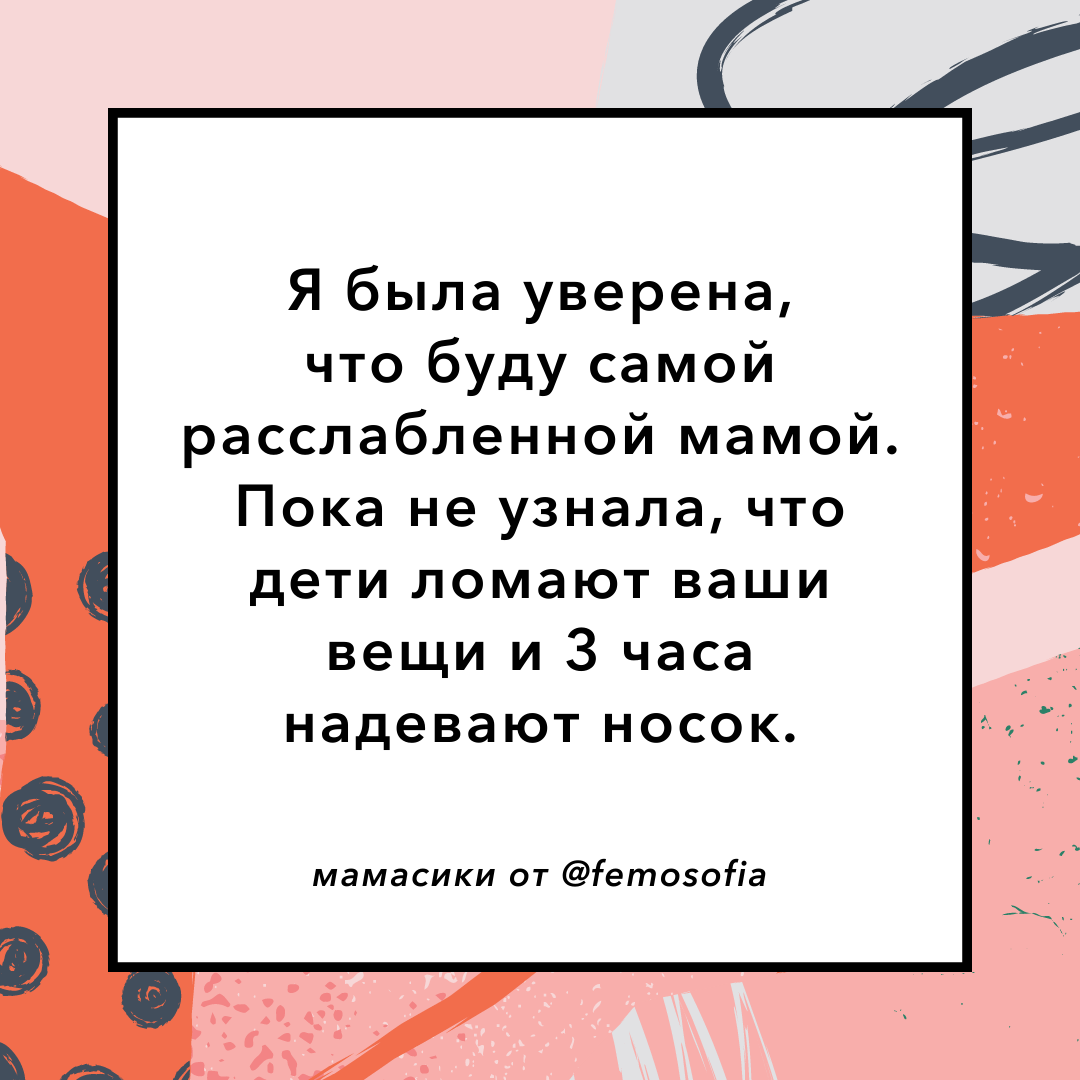 Я была уверена,
что буду самой
расслабленной мамой.
Пока не узнала, что
дети ломают ваши
вещи и 3 часа
надевают носок.
мамасики от @femosofia